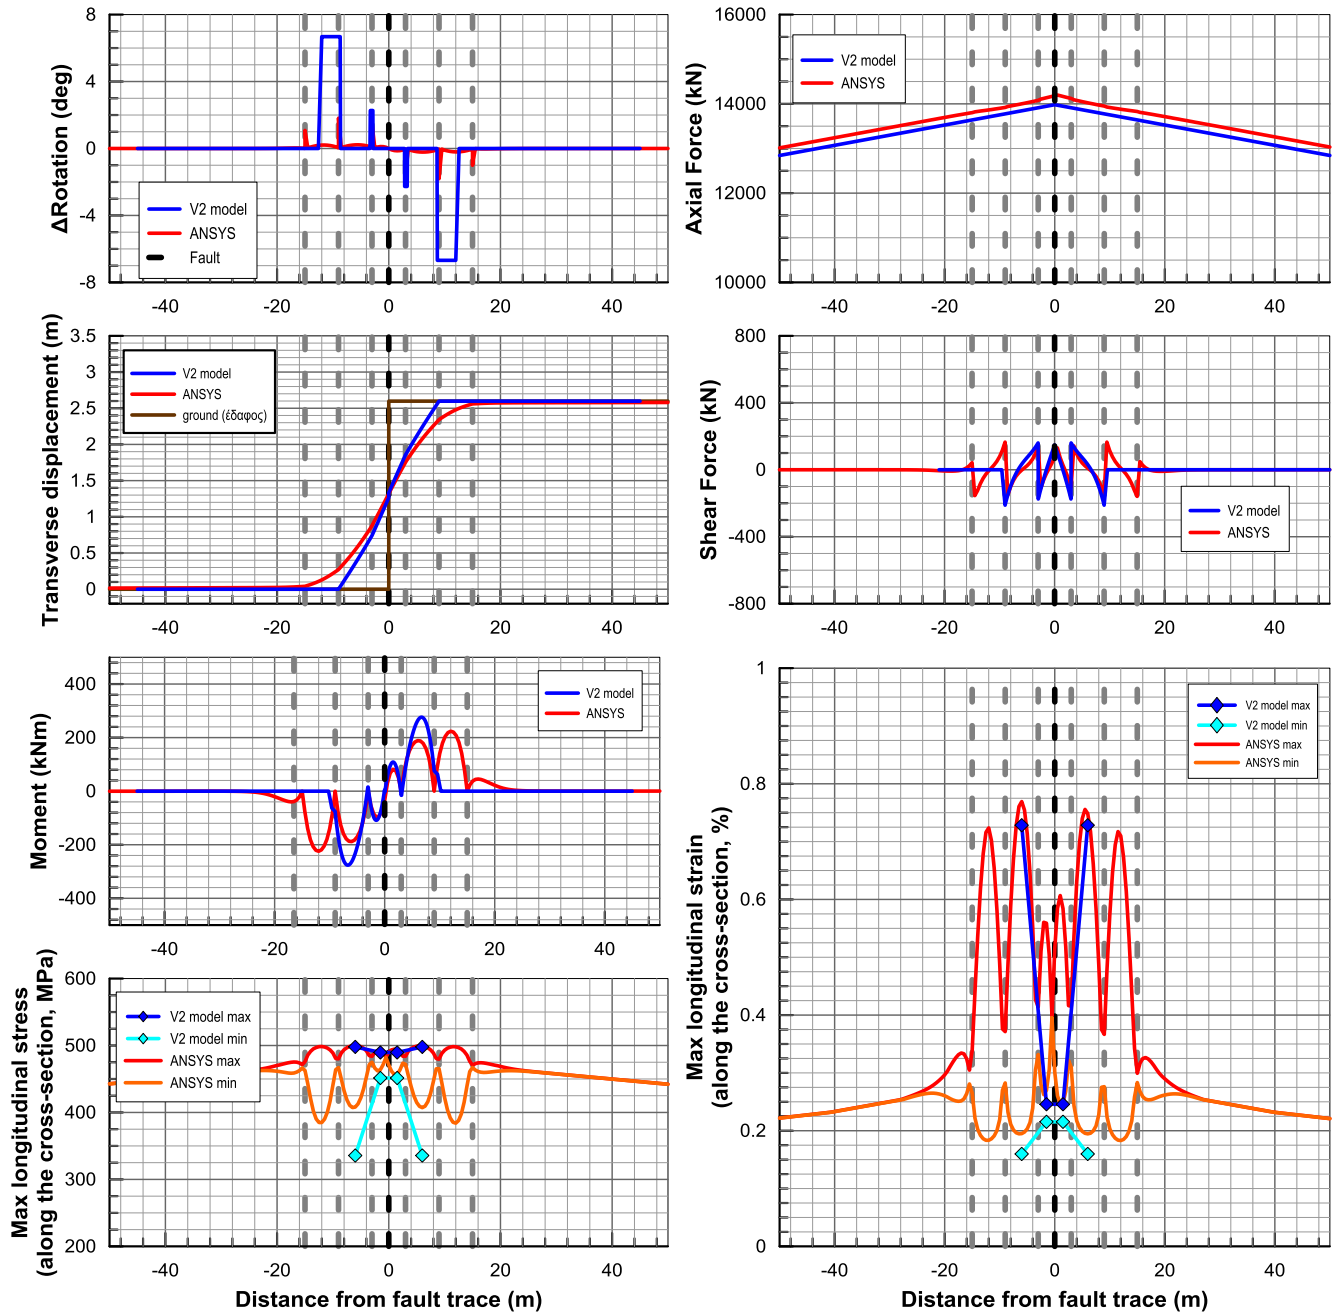 ΔRotation (deg)
8
4
0
-4
-8
V2 model
ANSYS
Fault
-40
-20
0
20
40
Axial Force (kN)
16000
14000
12000
10000
V2 model
ANSYS
-40
-20
0
20
40
Transverse displacement (m)
3.5
3
2.5
2
1.5
1
0.5
0
V2 model
ANSYS
ground (έδαφος)
-40
-20
0
20
40
Shear Force (kN)
800
400
0
-400
-800
V2 model
ANSYS
-40
-20
0
20
40
Moment (kNm)
400
200
0
-200
-400
V2 model
ANSYS
-40
-20
0
20
40
Max longitudinal stress
(along the cross-section, MPa)
600
500
400
300
200
V2 model max
V2 model min
ANSYS max
ANSYS min
-40
-20
0
20
40
Distance from fault trace (m)
Max longitudinal strain
(along the cross-section, %)
1
0.8
0.6
0.4
0.2
0
V2 model max
V2 model min
ANSYS max
ANSYS min
-40
-20
0
20
40
Distance from fault trace (m)